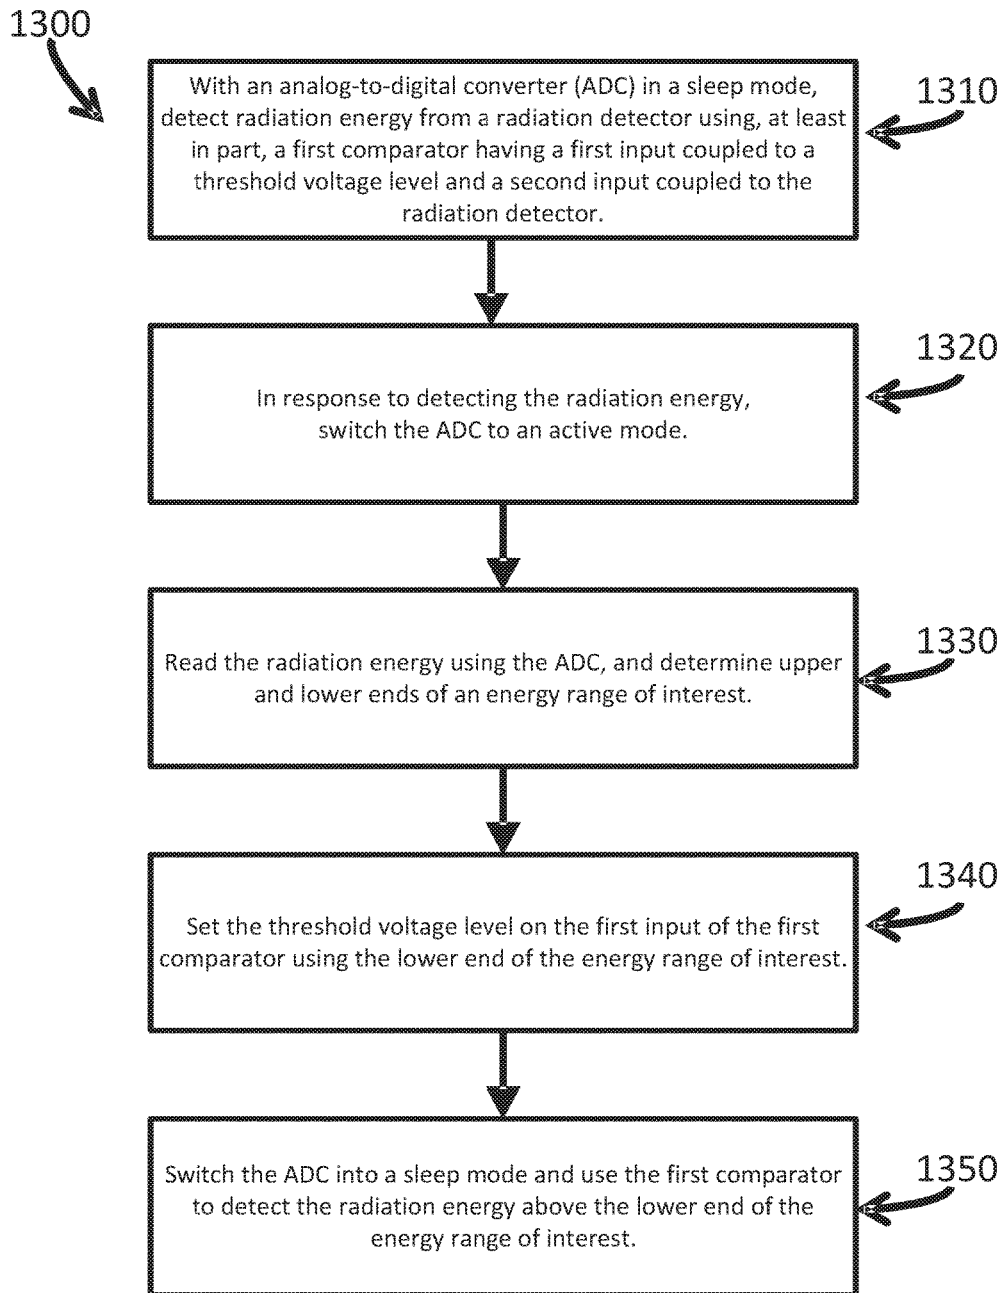 1300
With an analog-to-digital converter (ADC) in a sleep mode,
detect radiation energy from a radiation detector using, at least
in part, a first comparator having a first input coupled to a
threshold voltage level and a second input coupled to the
radiation detector.
1310
In response to detecting the radiation energy,
switch the ADC to an active mode.
1320
Read the radiation energy using the ADC, and determine upper
and lower ends of an energy range of interest.
1330
Set the threshold voltage level on the first input of the first
comparator using the lower end of the energy range of interest.
1340
Switch the ADC into a sleep mode and use the first comparator
to detect the radiation energy above the lower end of the
energy range of interest.
1350